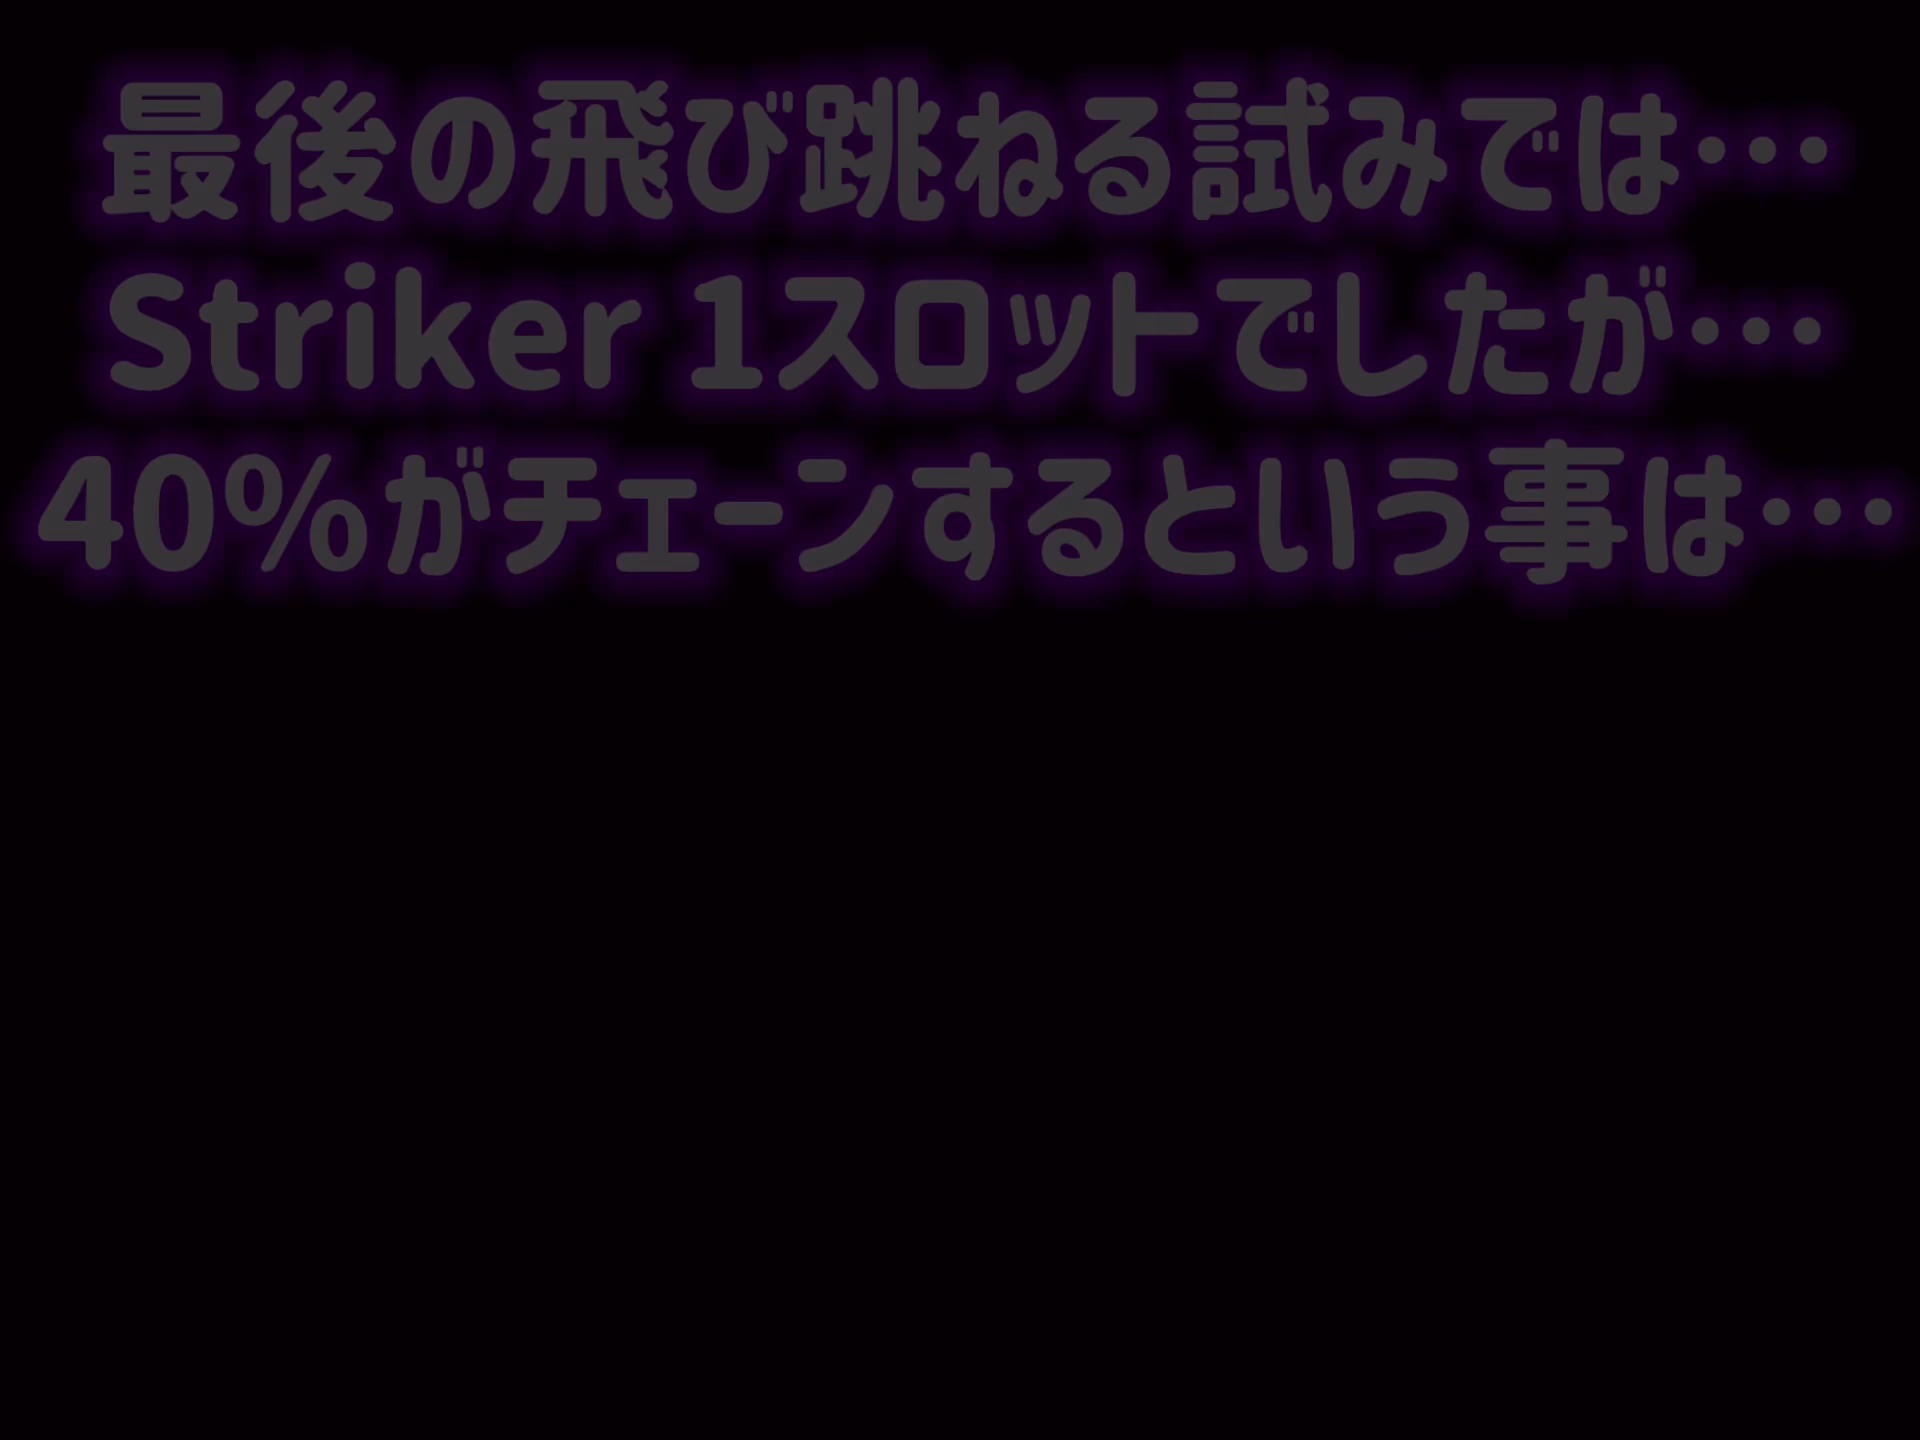 最後の飛び跳ねる試みでは…
Striker 1スロットでしたが…
40%がチェーンするという事は…